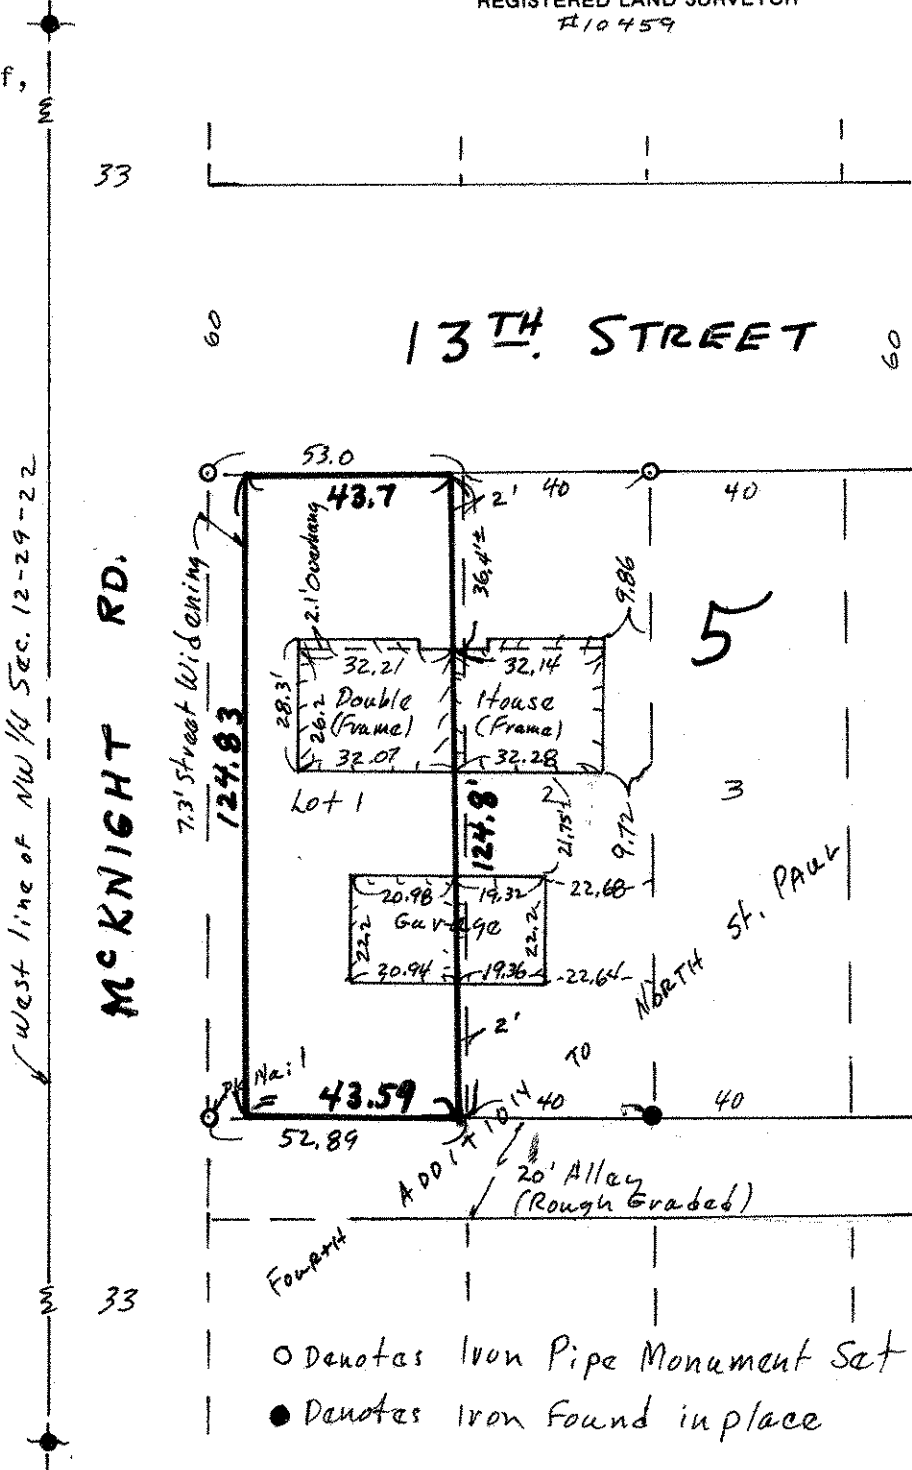 REGISTERED LAND SURVEYOR
#10459
f,
33
60
13TH. STREET
60
53.0
43.7
2'
40
40
West line of NW 1/4 Sec. 12-29-22
McKNIGHT RD.
7.3' Street Widening
124.83
2.1' Overhang
36.4'±
9.86
5
32.21
32.14
28.3'
26.2
Double
(Frame)
House
(Frame)
32.07
32.28
Lot 1
2
21.75'±
9.72
3
124.8'
20.98
19.32
22.68
22.2
Garage
22.2
20.94
19.36
22.64
2'
PK Nail
43.59
52.89
40
40
FOURTH ADDITION TO NORTH St. PAUL
20' Alley
(Rough Graded)
33
O Denotes Iron Pipe Monument Set
● Denotes Iron Found in place